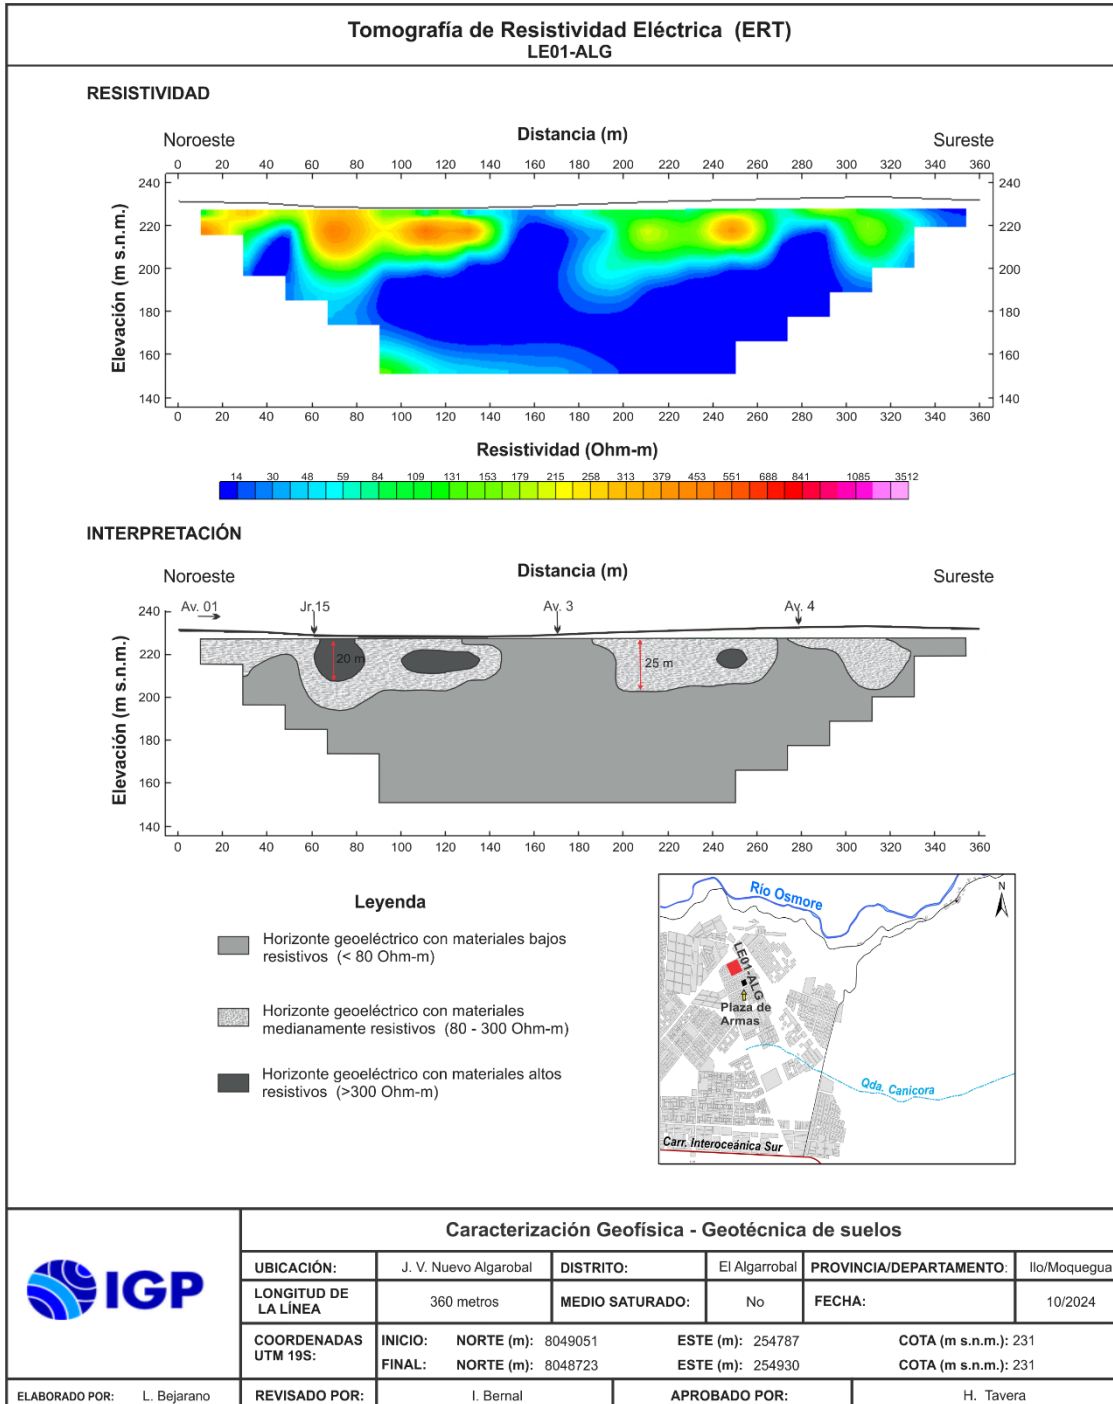 Tomografía de Resistividad Eléctrica (ERT)
LE01-ALG
RESISTIVIDAD
Distancia (m)
Noroeste
Sureste
0 20 40 60 80 100 120 140 160 180 200 220 240 260 280 300 320 340 360
240
220
200
180
160
140
Elevación (m s.n.m.)
240
220
200
180
160
140
0 20 40 60 80 100 120 140 160 180 200 220 240 260 280 300 320 340 360
Resistividad (Ohm-m)
14 30 48 59 84 109 131 153 179 215 258 313 379 453 551 688 841 1085 3512
INTERPRETACIÓN
Distancia (m)
Noroeste
Sureste
Av. 01
Jr.15
Av. 3
Av. 4
240
220
200
180
160
140
Elevación (m s.n.m.)
20 m
25 m
0 20 40 60 80 100 120 140 160 180 200 220 240 260 280 300 320 340 360
Leyenda
Horizonte geoeléctrico con materiales bajos
resistivos (< 80 Ohm-m)
Horizonte geoeléctrico con materiales
medianamente resistivos (80 - 300 Ohm-m)
Horizonte geoeléctrico con materiales altos
resistivos (>300 Ohm-m)
Río Osmore
N
LE01-ALG
Plaza de
Armas
Qda. Canicora
Carr. Interoceánica Sur
IGP
Caracterización Geofísica - Geotécnica de suelos
UBICACIÓN: J. V. Nuevo Algarobal DISTRITO: El Algarrobal PROVINCIA/DEPARTAMENTO: Ilo/Moquegua
LONGITUD DE
LA LÍNEA 360 metros MEDIO SATURADO: No FECHA: 10/2024
COORDENADAS
UTM 19S:
INICIO: NORTE (m): 8049051 ESTE (m): 254787 COTA (m s.n.m.): 231
FINAL: NORTE (m): 8048723 ESTE (m): 254930 COTA (m s.n.m.): 231
ELABORADO POR: L. Bejarano REVISADO POR: I. Bernal APROBADO POR: H. Tavera